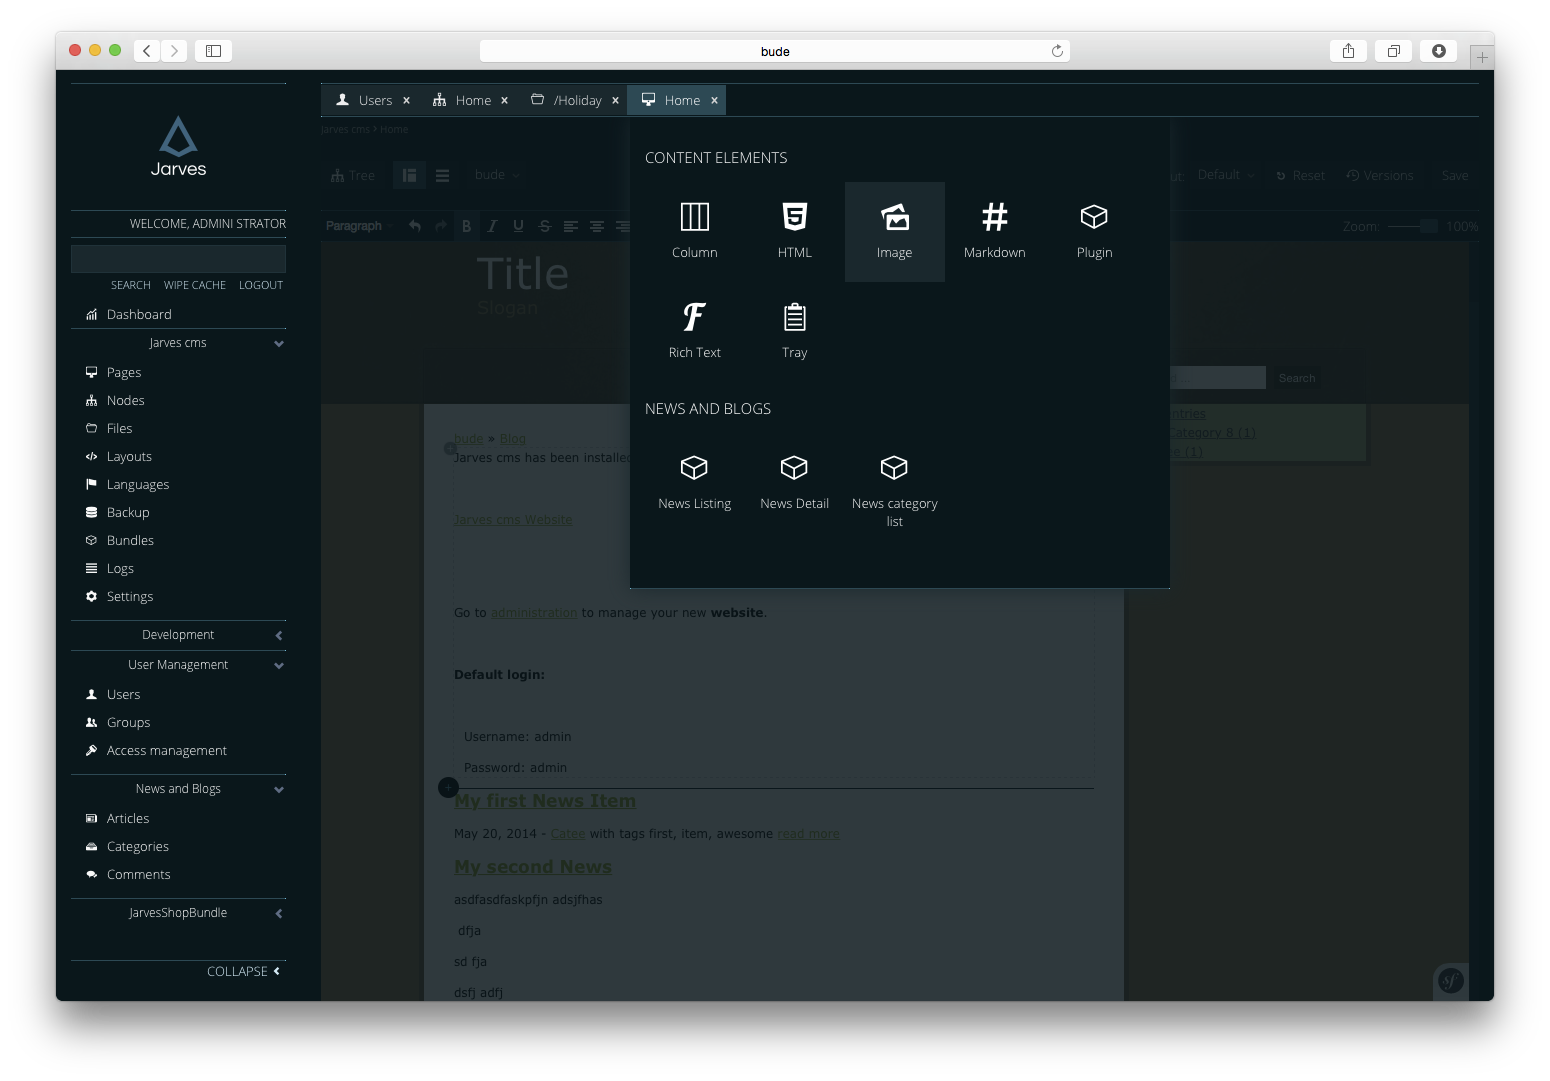 bude
Jarves
WELCOME, ADMINI STRATOR
SEARCH WIPE CACHE LOGOUT
Dashboard
Jarves cms
Pages
Nodes
Files
Layouts
Languages
Backup
Bundles
Logs
Settings
Development
User Management
Users
Groups
Access management
News and Blogs
Articles
Categories
Comments
JarvesShopBundle
COLLAPSE
Users × Home × /Holiday × Home ×
Jarves cms › Home
Tree bude Default Reset Versions Save
Paragraph B I U S Zoom: 100%
CONTENT ELEMENTS
Column HTML Image Markdown Plugin
Rich Text Tray
NEWS AND BLOGS
News Listing News Detail News category
list
Title
Slogan
Search
bude » Blog
Jarves cms has been installed
Jarves cms Website
Go to administration to manage your new website.
Default login:
Username: admin
Password: admin
My first News Item
May 20, 2014 - Catee with tags first, item, awesome read more
My second News
asdfasdfaskpfjn adsjfhas
dfja
sd fja
dsfj adfj
Category 8 (1)
sf